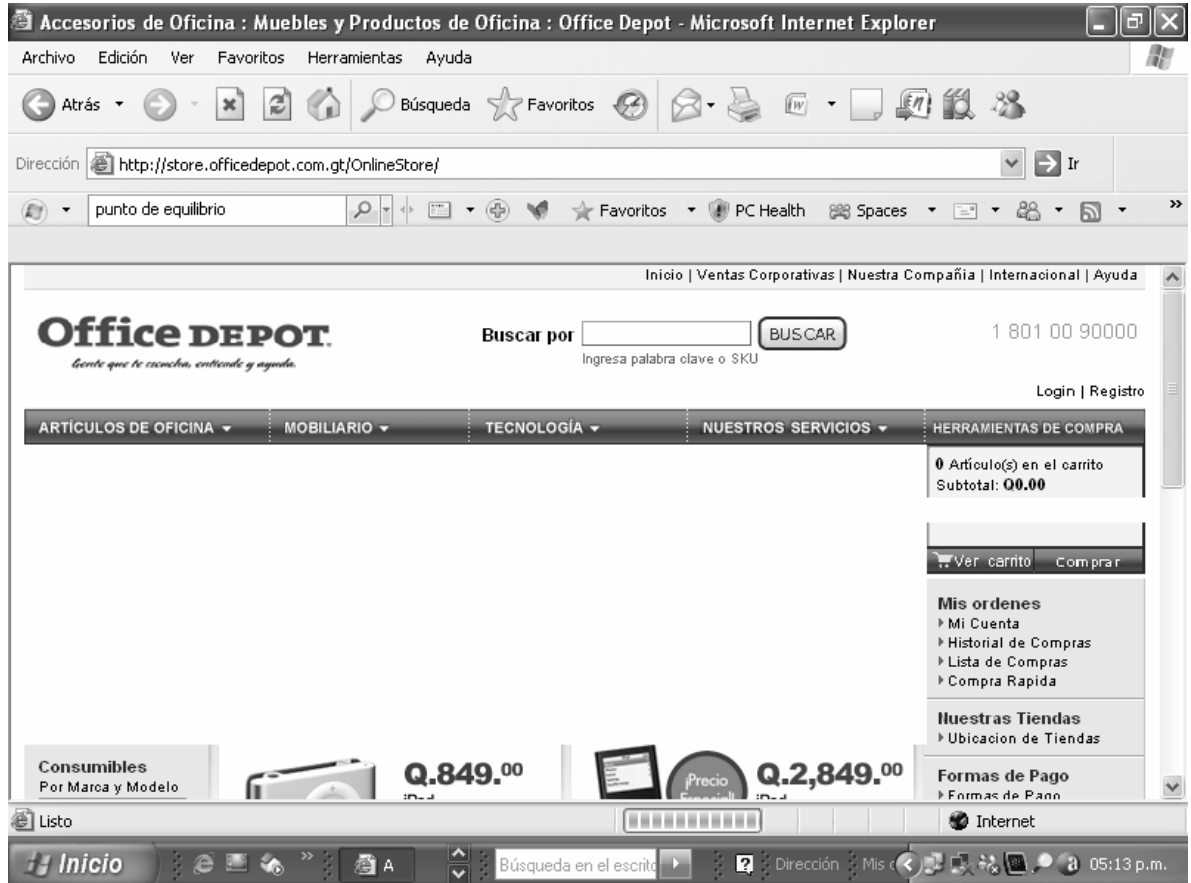 Accesorios de Oficina : Muebles y Productos de Oficina : Office Depot - Microsoft Internet Explorer
Archivo Edición Ver Favoritos Herramientas Ayuda
Atrás Búsqueda Favoritos
Dirección http://store.officedepot.com.gt/OnlineStore/ Ir
punto de equilibrio Favoritos PC Health Spaces »
Inicio | Ventas Corporativas | Nuestra Compañia | Internacional | Ayuda
Office DEPOT.
Gente que te escucha, entiende y ayuda.
Buscar por BUSCAR
Ingresa palabra clave o SKU
1 801 00 90000
Login | Registro
ARTÍCULOS DE OFICINA MOBILIARIO TECNOLOGÍA NUESTROS SERVICIOS HERRAMIENTAS DE COMPRA
0 Artículo(s) en el carrito
Subtotal: Q0.00
Ver carrito Comprar
Mis ordenes
Mi Cuenta
Historial de Compras
Lista de Compras
Compra Rapida
Nuestras Tiendas
Ubicacion de Tiendas
Formas de Pago
Formas de Pago
Consumibles
Por Marca y Modelo
Q.849.00
iPod
¡Precio
Especial!
Q.2,849.00
iPod
Listo Internet
Inicio » A Búsqueda en el escrito Dirección Mis 05:13 p.m.